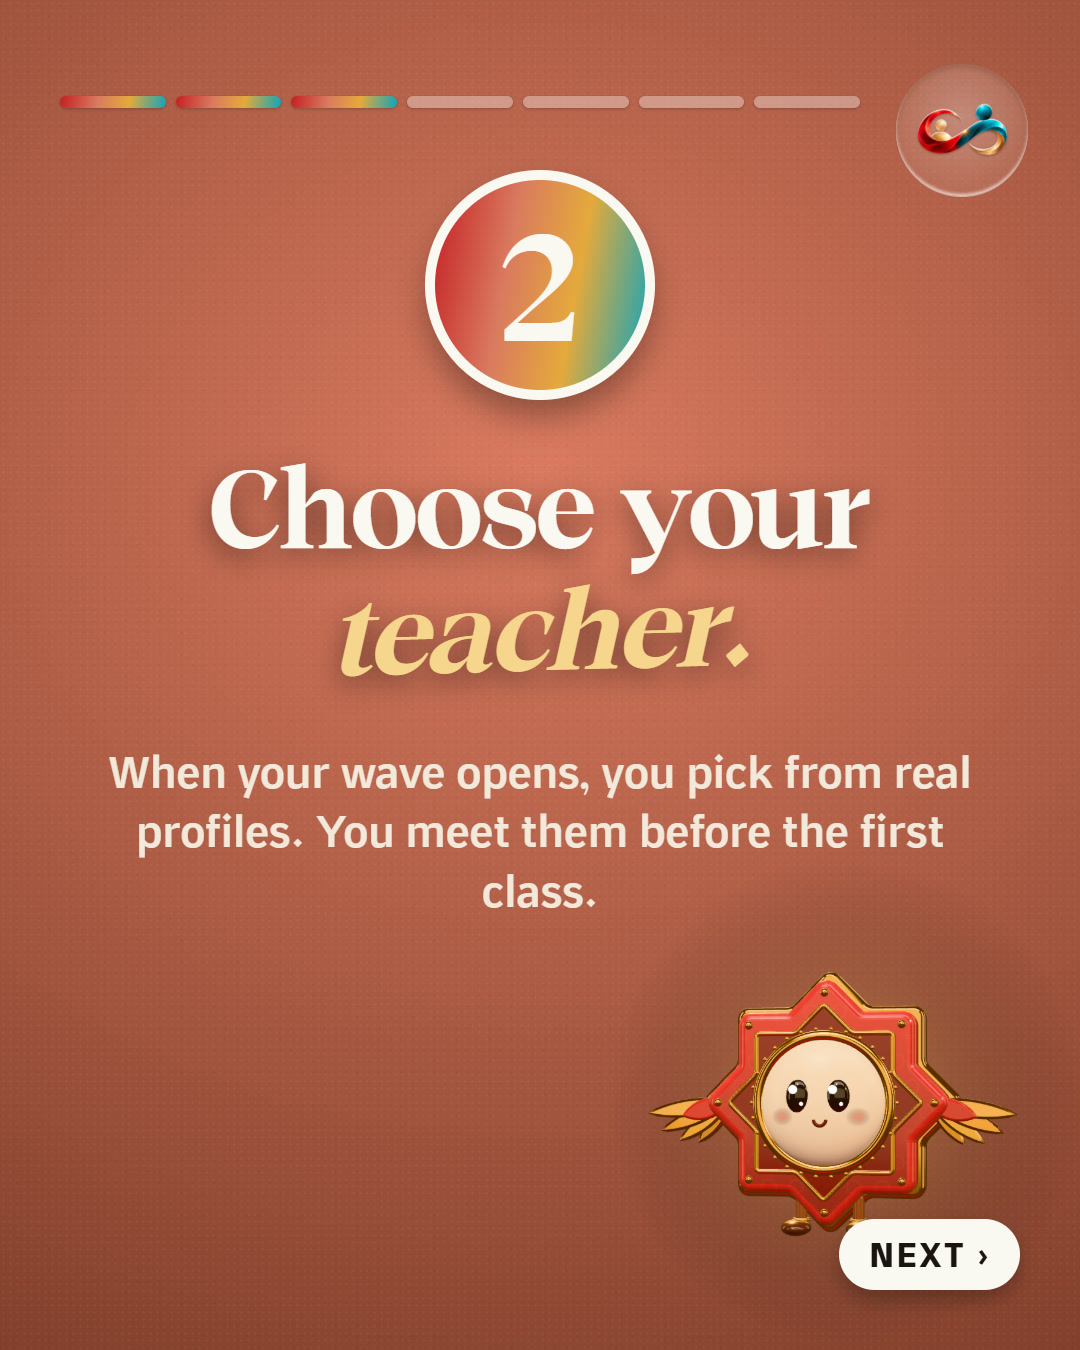 2
Choose your
teacher.
When your wave opens, you pick from real
profiles. You meet them before the first
class.
NEXT ›